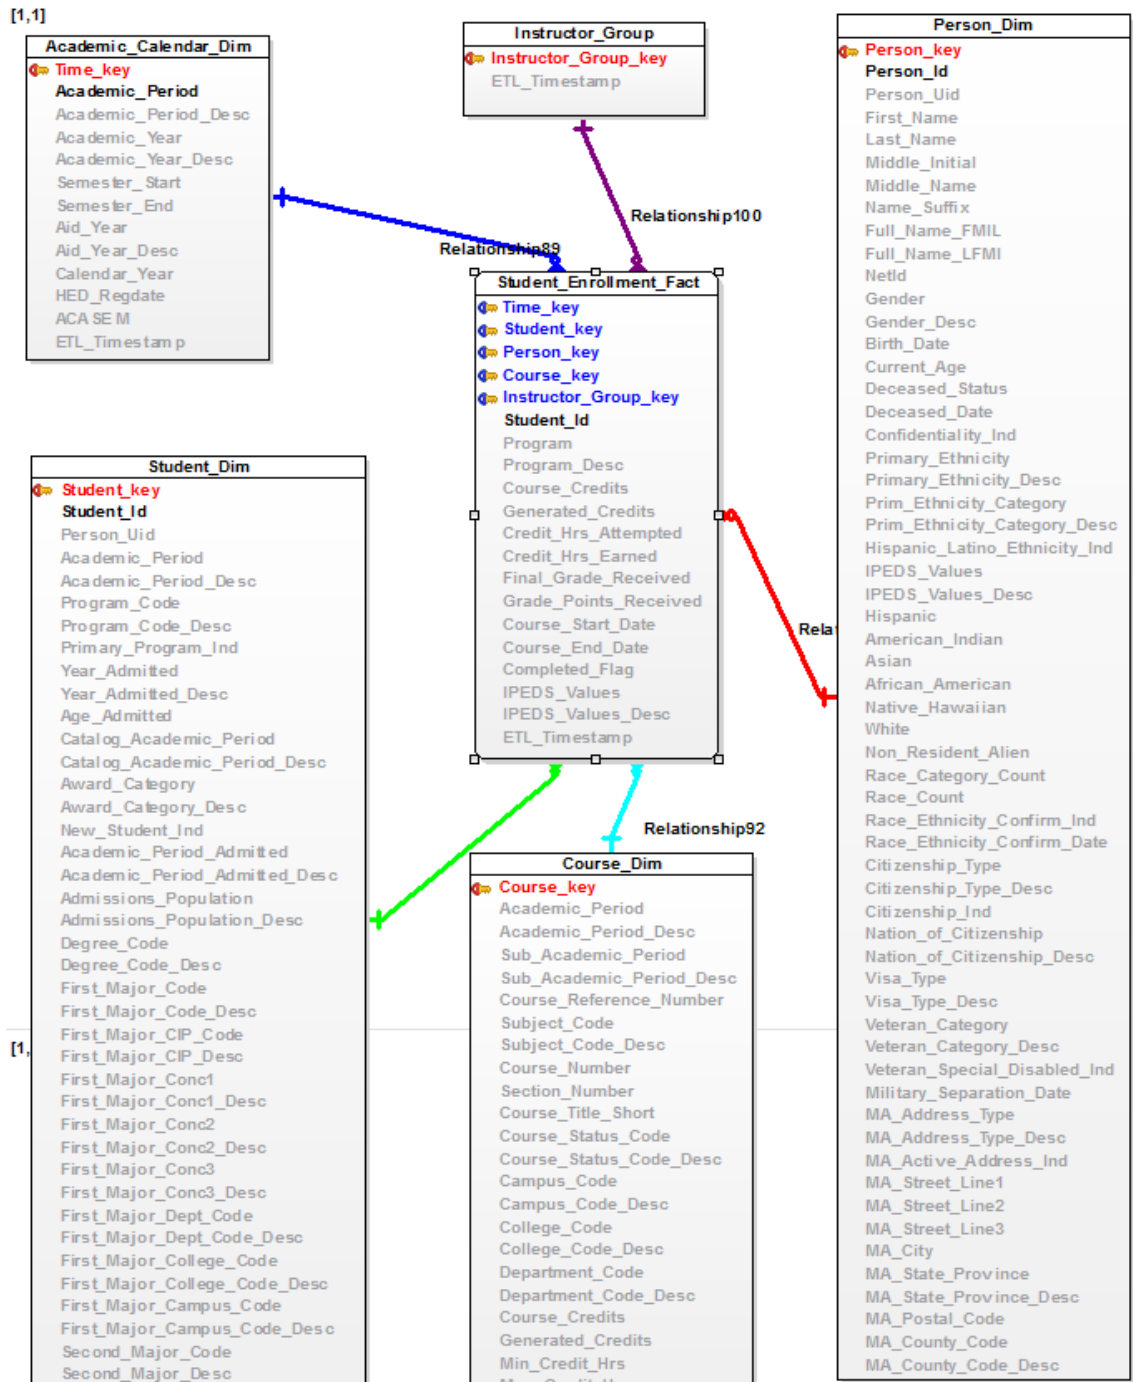 [1,1]
Academic_Calendar_Dim
Time_key
Academic_Period
Academic_Period_Desc
Academic_Year
Academic_Year_Desc
Semester_Start
Semester_End
Aid_Year
Aid_Year_Desc
Calendar_Year
HED_Regdate
ACASEM
ETL_Timestamp
Instructor_Group
Instructor_Group_key
ETL_Timestamp
Relationship100
Relationship89
Student_Enrollment_Fact
Time_key
Student_key
Person_key
Course_key
Instructor_Group_key
Student_Id
Program
Program_Desc
Course_Credits
Generated_Credits
Credit_Hrs_Attempted
Credit_Hrs_Earned
Final_Grade_Received
Grade_Points_Received
Course_Start_Date
Course_End_Date
Completed_Flag
IPEDS_Values
IPEDS_Values_Desc
ETL_Timestamp
Rela
Relationship92
Person_Dim
Person_key
Person_Id
Person_Uid
First_Name
Last_Name
Middle_Initial
Middle_Name
Name_Suffix
Full_Name_FMIL
Full_Name_LFMI
NetId
Gender
Gender_Desc
Birth_Date
Current_Age
Deceased_Status
Deceased_Date
Confidentiality_Ind
Primary_Ethnicity
Primary_Ethnicity_Desc
Prim_Ethnicity_Category
Prim_Ethnicity_Category_Desc
Hispanic_Latino_Ethnicity_Ind
IPEDS_Values
IPEDS_Values_Desc
Hispanic
American_Indian
Asian
African_American
Native_Hawaiian
White
Non_Resident_Alien
Race_Category_Count
Race_Count
Race_Ethnicity_Confirm_Ind
Race_Ethnicity_Confirm_Date
Citizenship_Type
Citizenship_Type_Desc
Citizenship_Ind
Nation_of_Citizenship
Nation_of_Citizenship_Desc
Visa_Type
Visa_Type_Desc
Veteran_Category
Veteran_Category_Desc
Veteran_Special_Disabled_Ind
Military_Separation_Date
MA_Address_Type
MA_Address_Type_Desc
MA_Active_Address_Ind
MA_Street_Line1
MA_Street_Line2
MA_Street_Line3
MA_City
MA_State_Province
MA_State_Province_Desc
MA_Postal_Code
MA_County_Code
MA_County_Code_Desc
Student_Dim
Student_key
Student_Id
Person_Uid
Academic_Period
Academic_Period_Desc
Program_Code
Program_Code_Desc
Primary_Program_Ind
Year_Admitted
Year_Admitted_Desc
Age_Admitted
Catalog_Academic_Period
Catalog_Academic_Period_Desc
Award_Category
Award_Category_Desc
New_Student_Ind
Academic_Period_Admitted
Academic_Period_Admitted_Desc
Admissions_Population
Admissions_Population_Desc
Degree_Code
Degree_Code_Desc
First_Major_Code
First_Major_Code_Desc
First_Major_CIP_Code
First_Major_CIP_Desc
First_Major_Conc1
First_Major_Conc1_Desc
First_Major_Conc2
First_Major_Conc2_Desc
First_Major_Conc3
First_Major_Conc3_Desc
First_Major_Dept_Code
First_Major_Dept_Code_Desc
First_Major_College_Code
First_Major_College_Code_Desc
First_Major_Campus_Code
First_Major_Campus_Code_Desc
Second_Major_Code
Second_Major_Desc
[1,
Course_Dim
Course_key
Academic_Period
Academic_Period_Desc
Sub_Academic_Period
Sub_Academic_Period_Desc
Course_Reference_Number
Subject_Code
Subject_Code_Desc
Course_Number
Section_Number
Course_Title_Short
Course_Status_Code
Course_Status_Code_Desc
Campus_Code
Campus_Code_Desc
College_Code
College_Code_Desc
Department_Code
Department_Code_Desc
Course_Credits
Generated_Credits
Min_Credit_Hrs